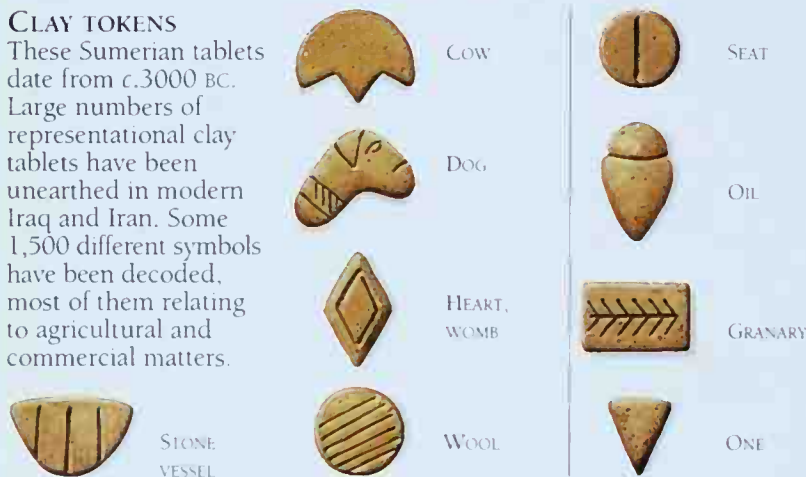 CLAY TOKENS
These Sumerian tablets
date from c.3000 BC.
Large numbers of
representational clay
tablets have been
unearthed in modern
Iraq and Iran. Some
1,500 different symbols
have been decoded,
most of them relating
to agricultural and
commercial matters.
COW
DOG
HEART,
WOMB
STONE
VESSEL
WOOL
SEAT
OIL
GRANARY
ONE